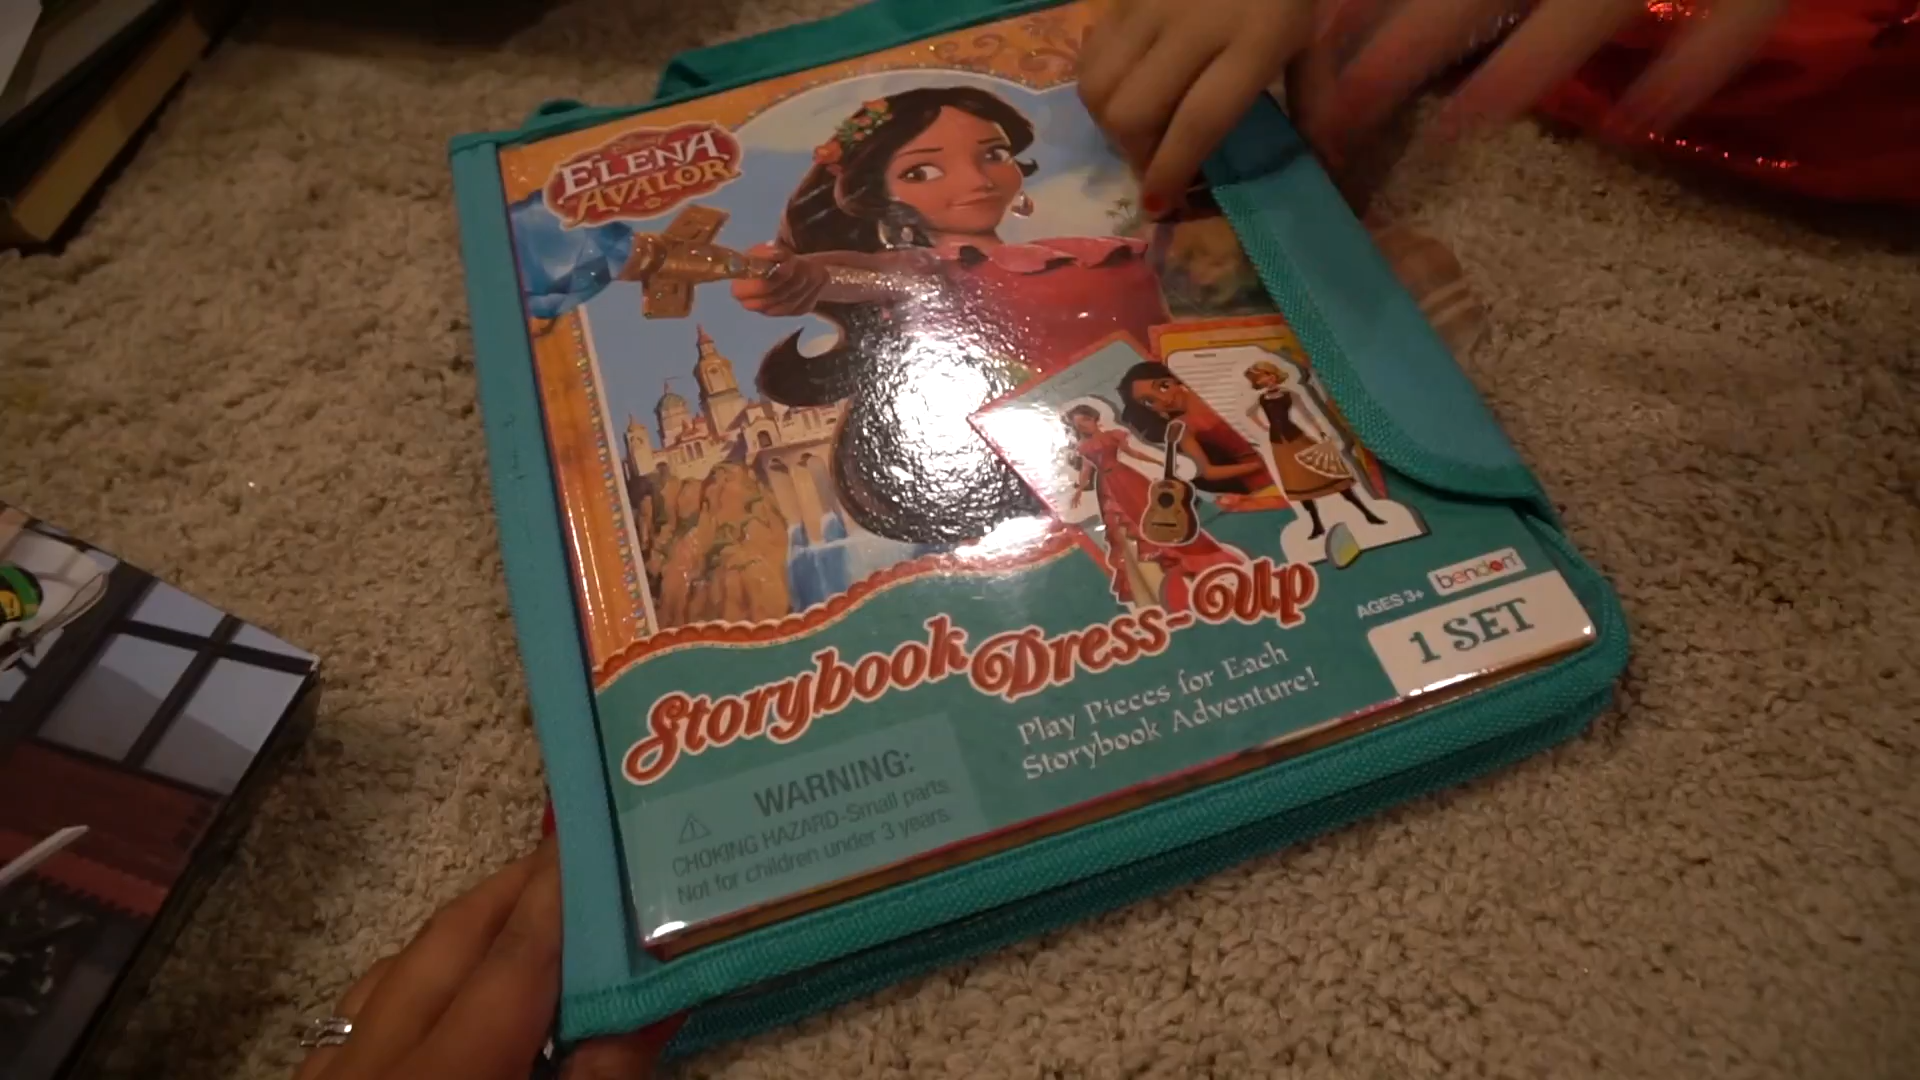 ELENA
AVALOR
Storybook Dress-Up
Play Pieces for Each
Storybook Adventure!
AGES 3+
bendon
1 SET
WARNING:
CHOKING HAZARD-Small parts.
Not for children under 3 years.